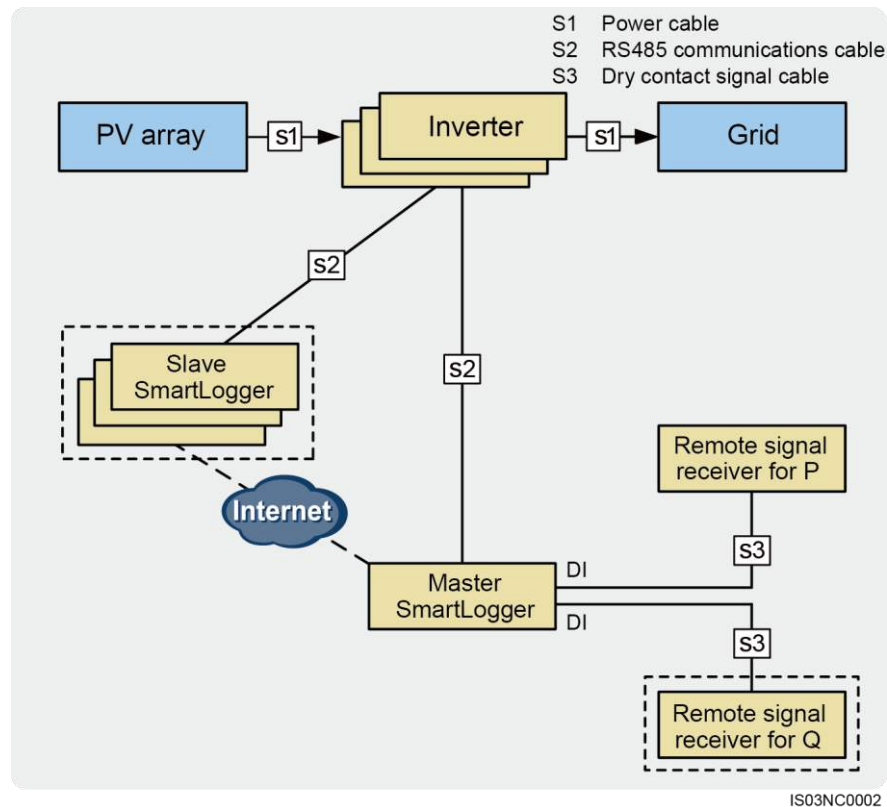 S1 Power cable
S2 RS485 communications cable
S3 Dry contact signal cable
PV array
s1
Inverter
s1
Grid
s2
Slave
SmartLogger
s2
Remote signal
receiver for P
Internet
s3
Master
SmartLogger
DI
DI
s3
Remote signal
receiver for Q
IS03NC0002